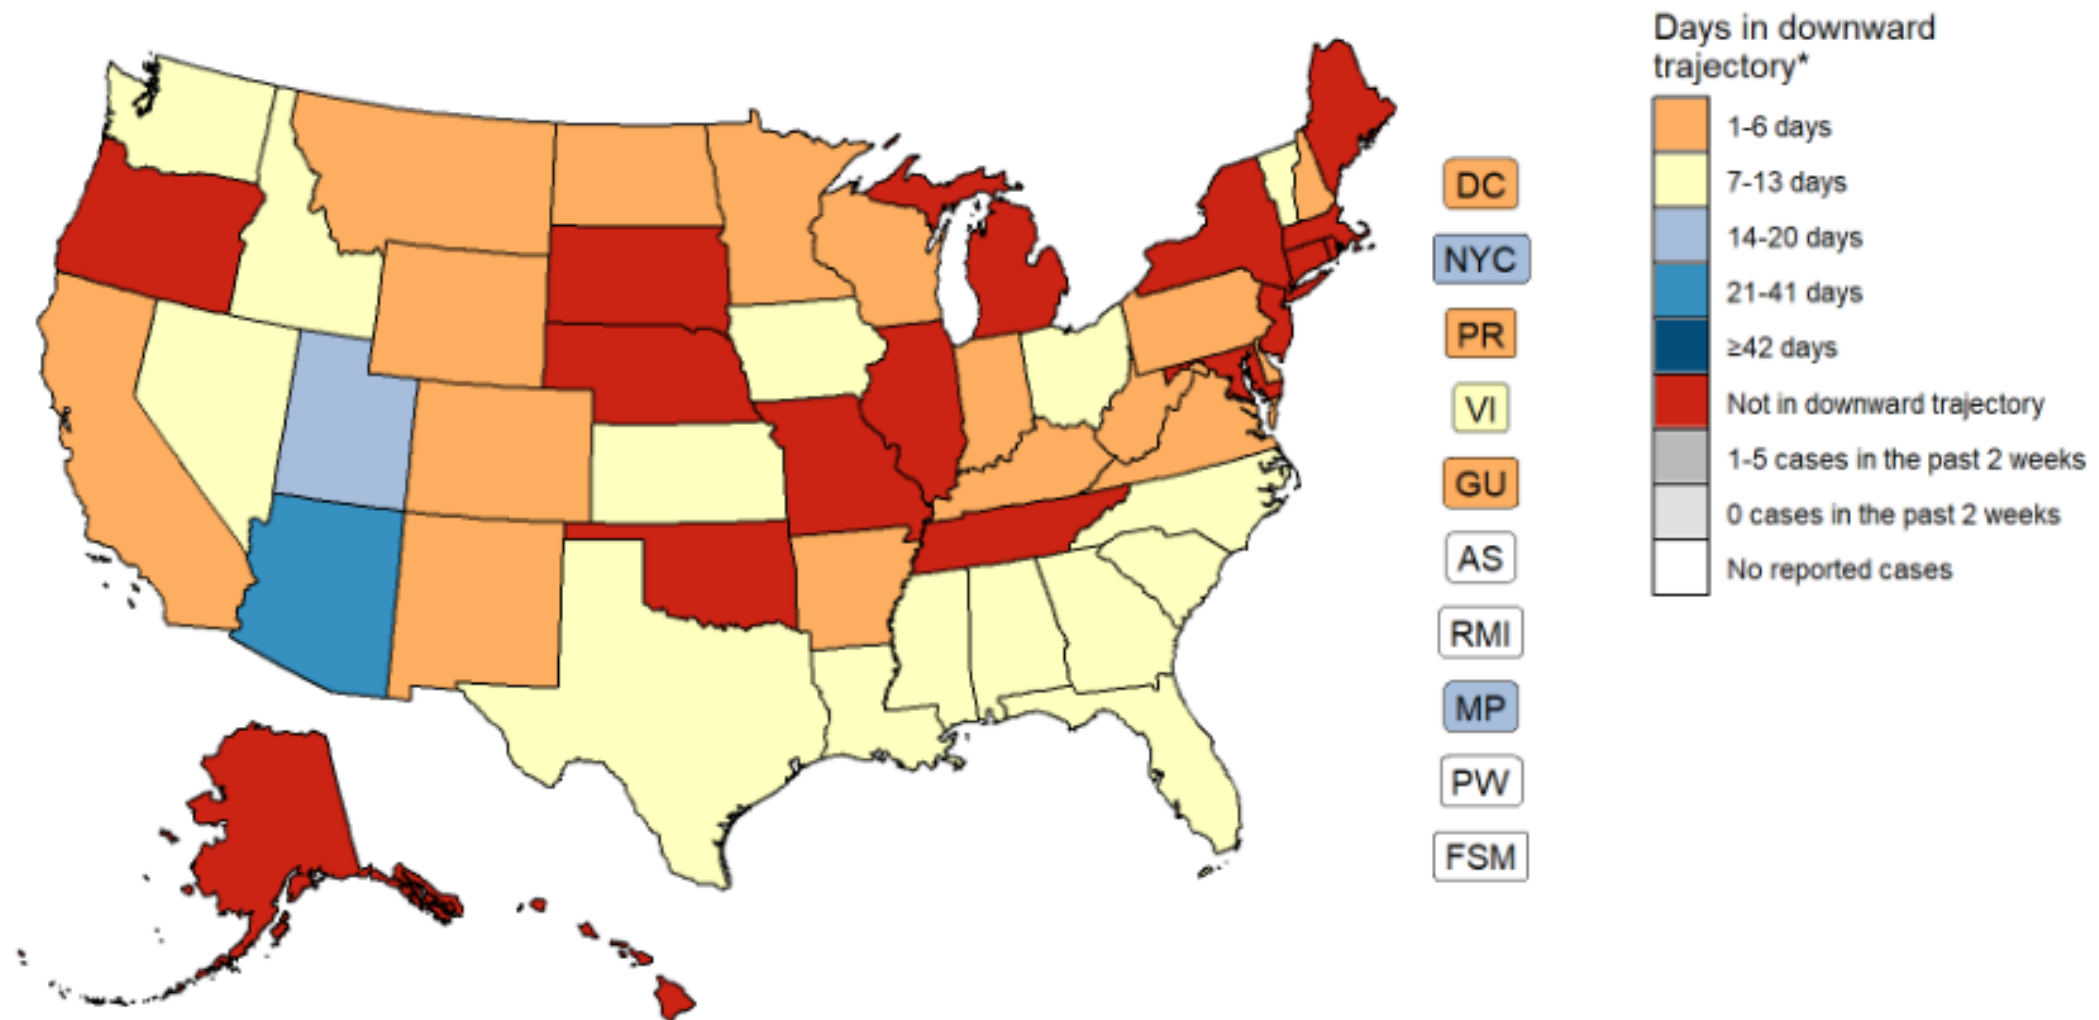 Days in downward
trajectory*
1-6 days
7-13 days
14-20 days
21-41 days
≥42 days
Not in downward trajectory
1-5 cases in the past 2 weeks
0 cases in the past 2 weeks
No reported cases
DC
NYC
PR
VI
GU
AS
RMI
MP
PW
FSM